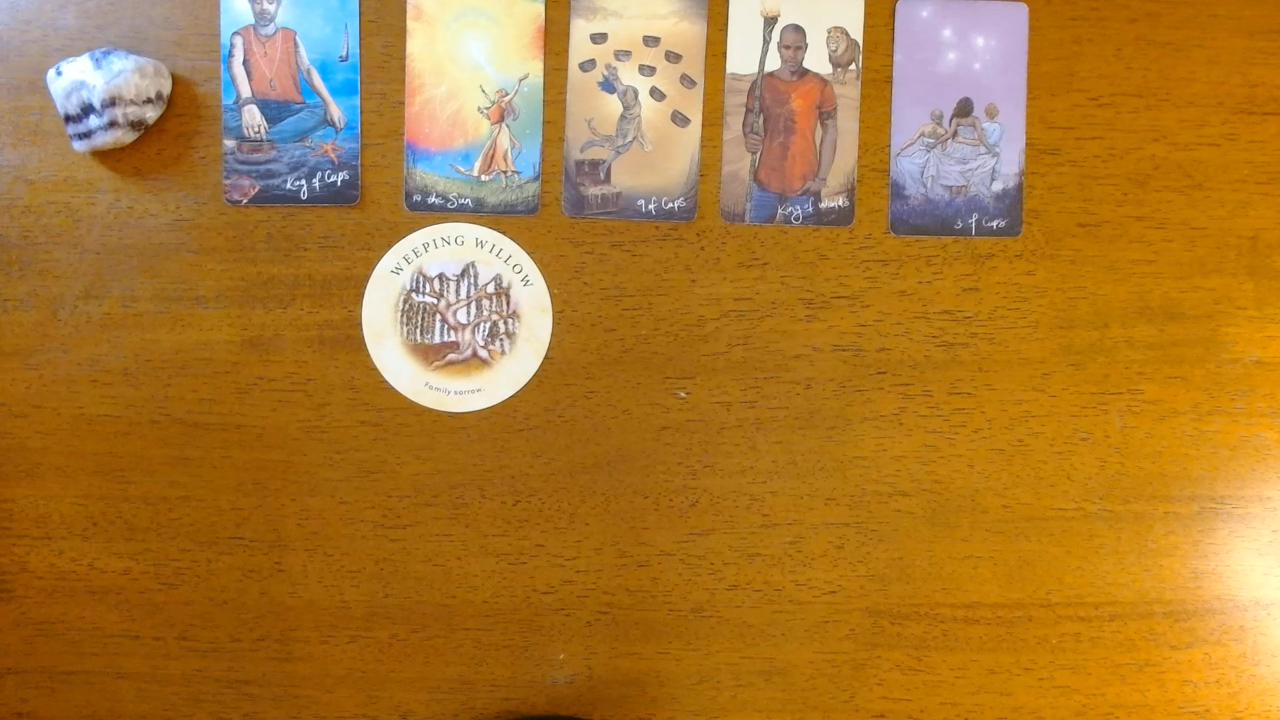 King of Cups
19 the Sun
9 of Cups
King of Wands
3 of Cups
WEEPING WILLOW
Family sorrow.